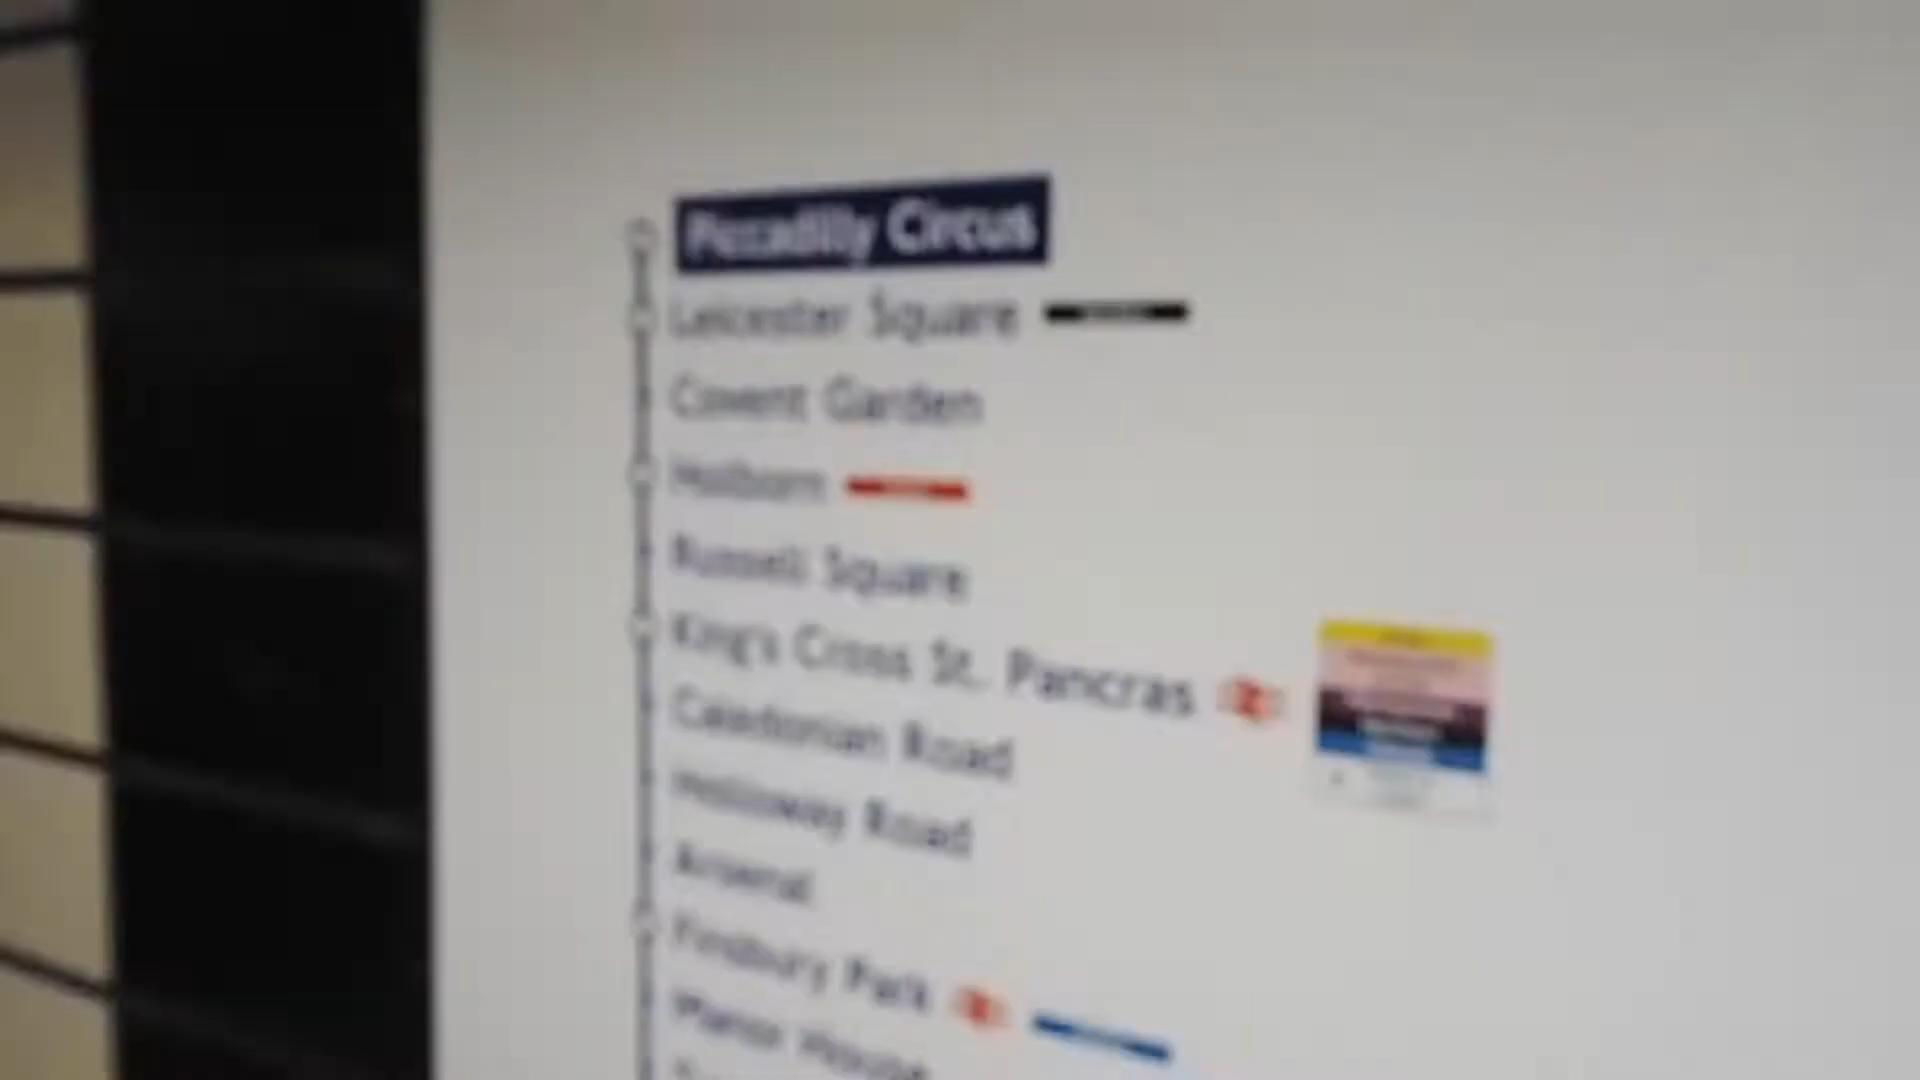 Piccadilly Circus
Leicester Square
Covent Garden
Holborn
Russell Square
King's Cross St. Pancras
Caledonian Road
Holloway Road
Arsenal
Finsbury Park
Manor House